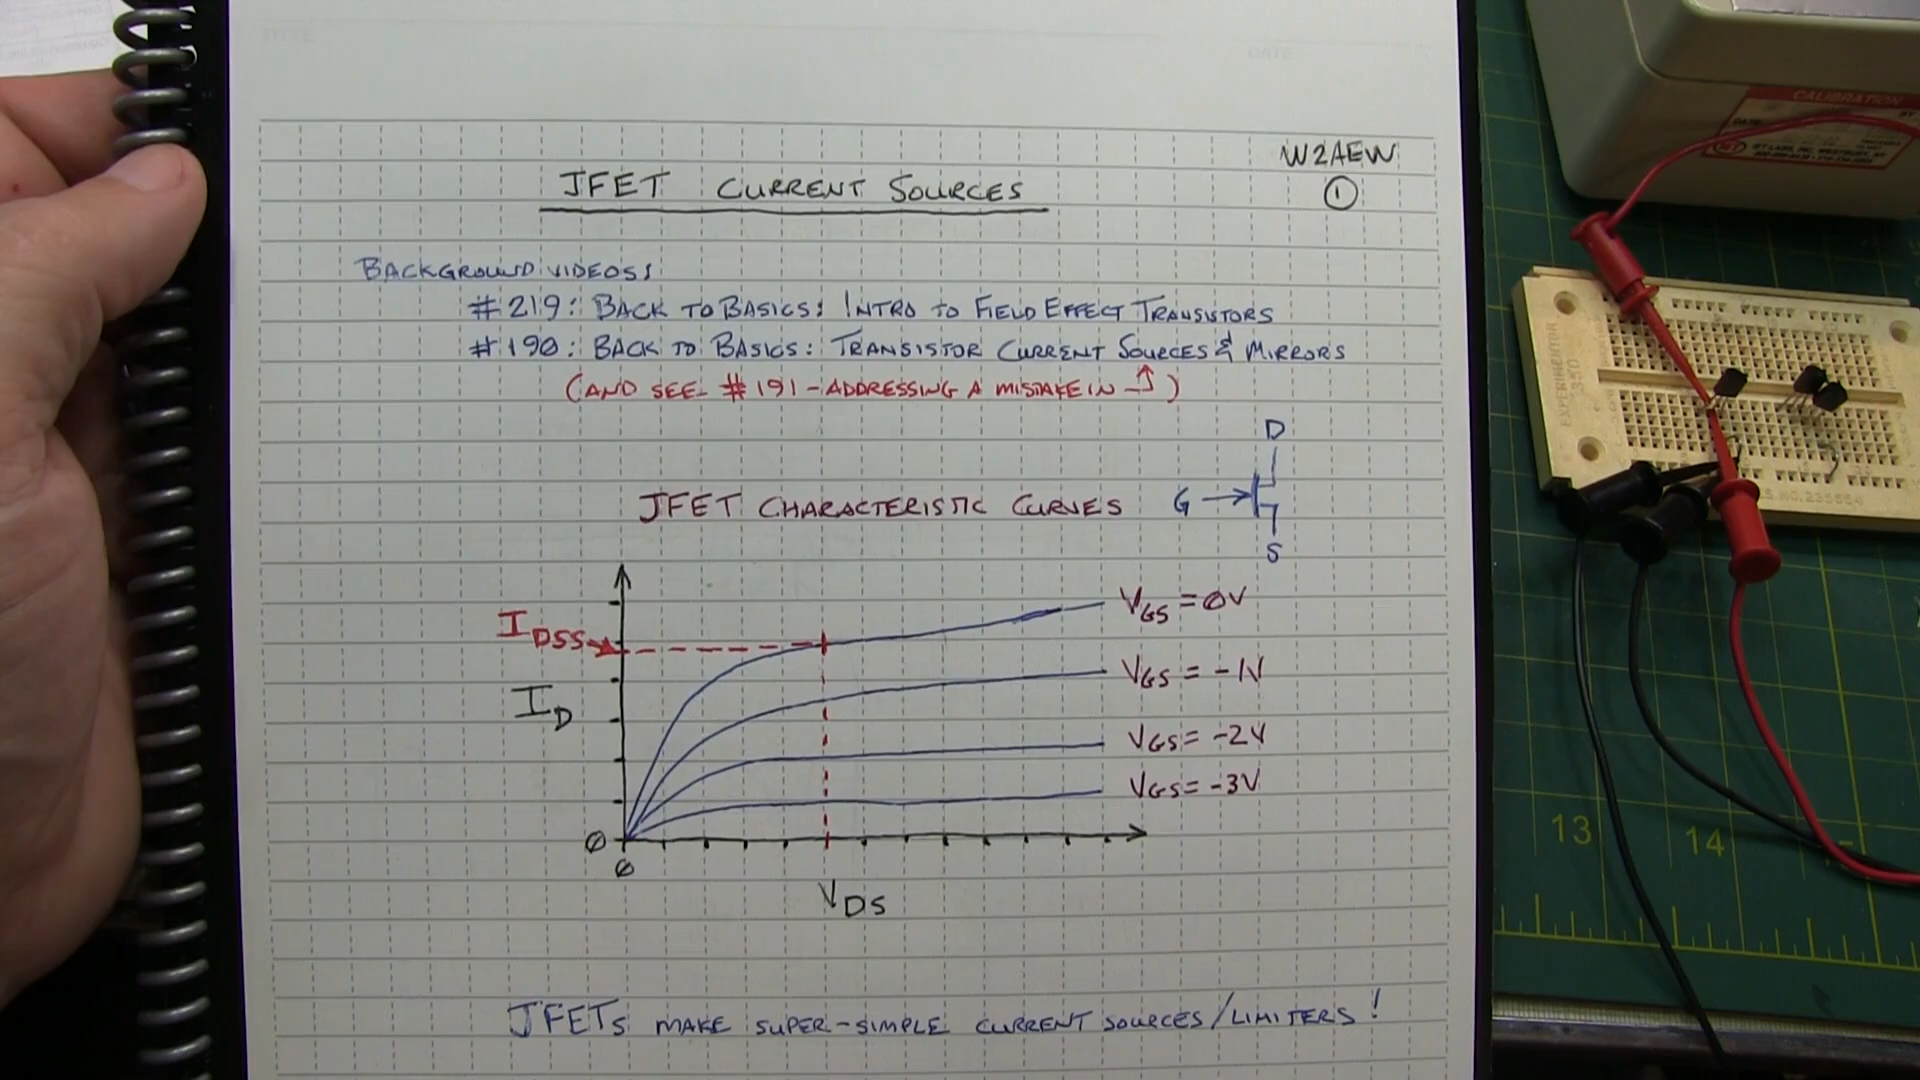 W2AEW
JFET CURRENT SOURCES
1
BACKGROUND VIDEOS:
#219: BACK TO BASICS: INTRO TO FIELD EFFECT TRANSISTORS
#190: BACK TO BASICS: TRANSISTOR CURRENT SOURCES & MIRRORS
(AND SEE #191 - ADDRESSING A MISTAKE IN ↑)
D
JFET CHARACTERISTIC CURVES
G
S
VGS = 0V
IDSS
VGS = -1V
ID
VGS = -2V
VGS = -3V
0
0
VDS
JFETS MAKE SUPER-SIMPLE CURRENT SOURCES/LIMITERS!
CALIBRATION
BY
DATE
EXPERIMENTOR
350
13
14